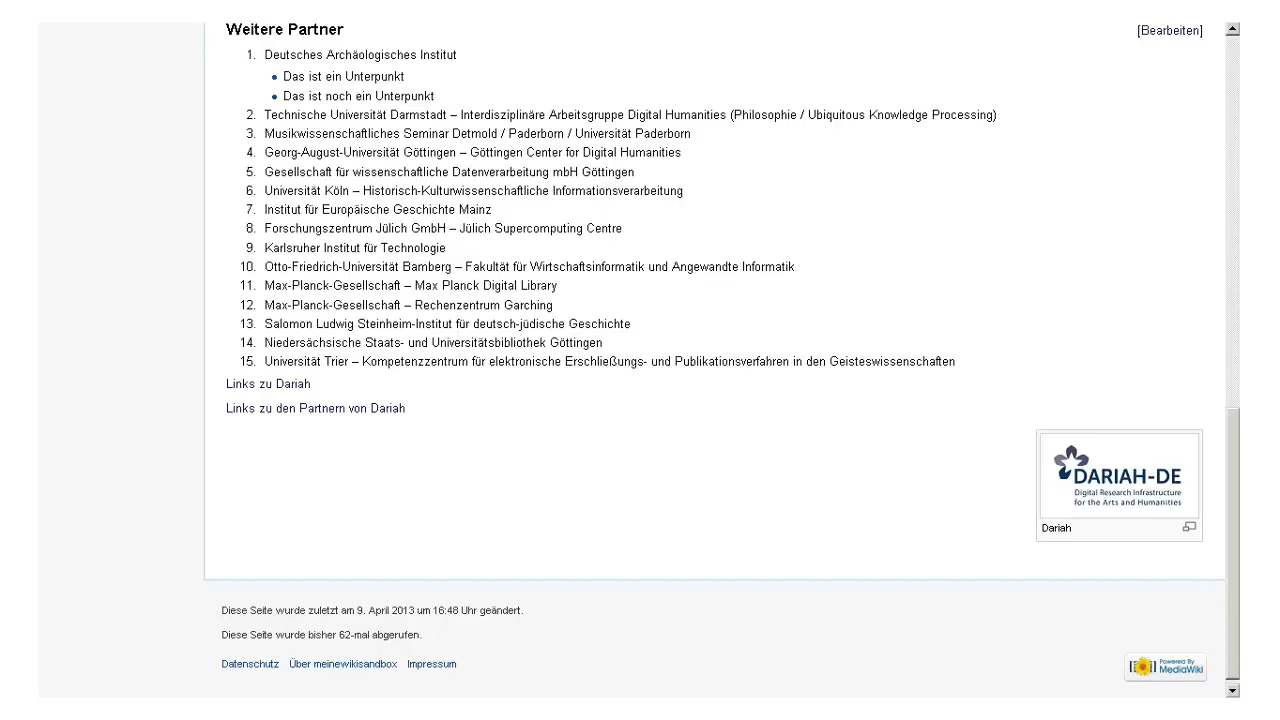 Weitere Partner
[Bearbeiten]
1. Deutsches Archäologisches Institut
• Das ist ein Unterpunkt
• Das ist noch ein Unterpunkt
2. Technische Universität Darmstadt – Interdisziplinäre Arbeitsgruppe Digital Humanities (Philosophie / Ubiquitous Knowledge Processing)
3. Musikwissenschaftliches Seminar Detmold / Paderborn / Universität Paderborn
4. Georg-August-Universität Göttingen – Göttingen Center for Digital Humanities
5. Gesellschaft für wissenschaftliche Datenverarbeitung mbH Göttingen
6. Universität Köln – Historisch-Kulturwissenschaftliche Informationsverarbeitung
7. Institut für Europäische Geschichte Mainz
8. Forschungszentrum Jülich GmbH – Jülich Supercomputing Centre
9. Karlsruher Institut für Technologie
10. Otto-Friedrich-Universität Bamberg – Fakultät für Wirtschaftsinformatik und Angewandte Informatik
11. Max-Planck-Gesellschaft – Max Planck Digital Library
12. Max-Planck-Gesellschaft – Rechenzentrum Garching
13. Salomon Ludwig Steinheim-Institut für deutsch-jüdische Geschichte
14. Niedersächsische Staats- und Universitätsbibliothek Göttingen
15. Universität Trier – Kompetenzzentrum für elektronische Erschließungs- und Publikationsverfahren in den Geisteswissenschaften
Links zu Dariah
Links zu den Partnern von Dariah
DARIAH-DE
Digital Research Infrastructure
for the Arts and Humanities
Dariah
Diese Seite wurde zuletzt am 9. April 2013 um 16:48 Uhr geändert.
Diese Seite wurde bisher 62-mal abgerufen.
Datenschutz Über meinewikisandbox Impressum
Powered By
MediaWiki